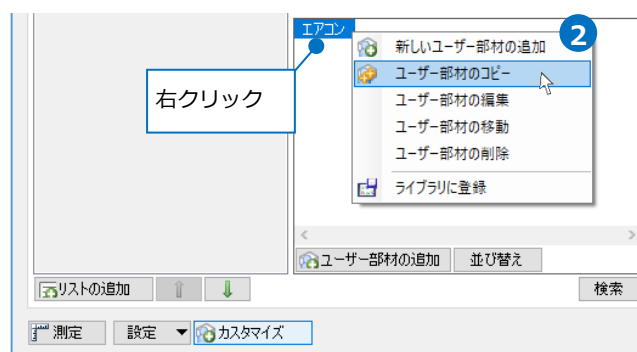 エアコン
2
新しいユーザー部材の追加
右クリック
ユーザー部材のコピー
ユーザー部材の編集
ユーザー部材の移動
ユーザー部材の削除
ライブラリに登録
ユーザー部材の追加 並び替え
リストの追加 検索
測定 設定 カスタマイズ